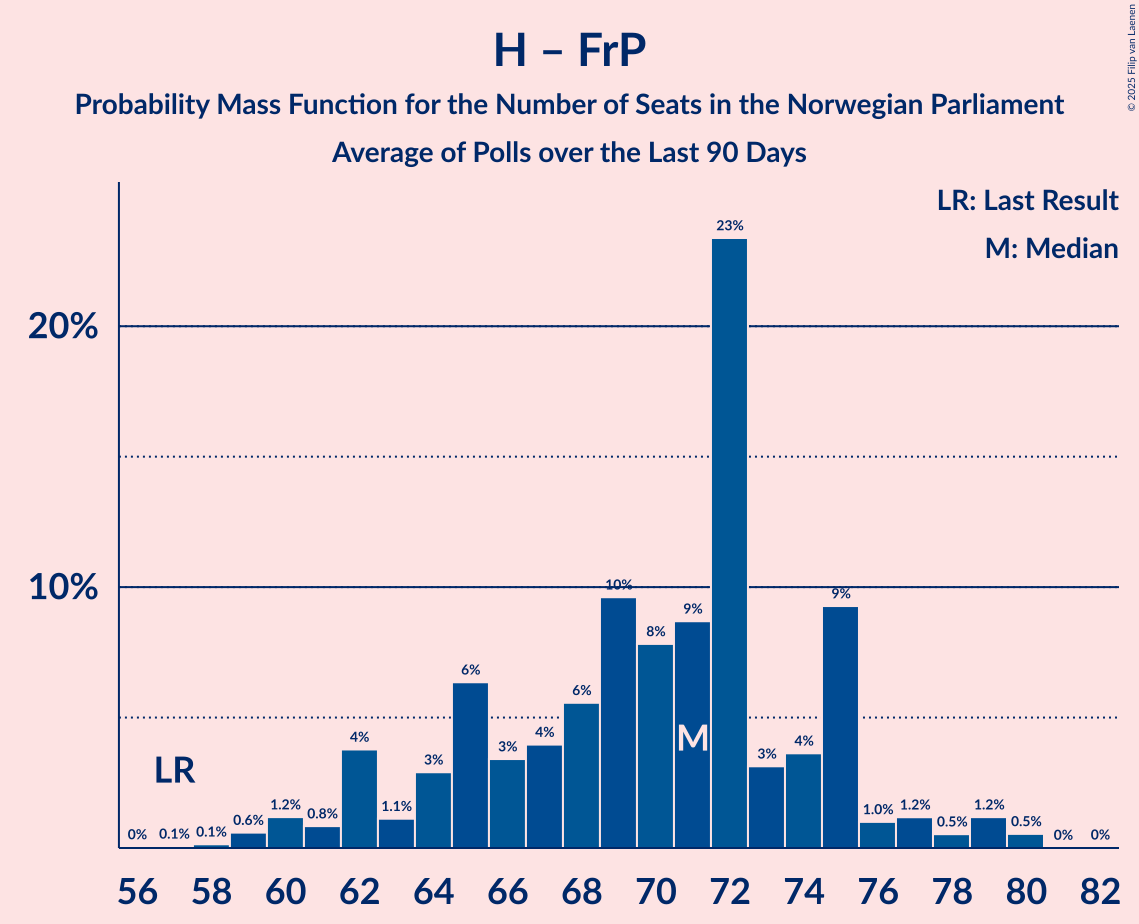 H – FrP
Probability Mass Function for the Number of Seats in the Norwegian Parliament
Average of Polls over the Last 90 Days
© 2025 Filip van Laenen
LR: Last Result
M: Median
20%
10%
0% 0.1% 0.1% 0.6% 1.2% 0.8% 4% 1.1% 3% 6% 3% 4% 6% 10% 8% 9% 23% 3% 4% 9% 1.0% 1.2% 0.5% 1.2% 0.5% 0% 0%
LR
M
56 58 60 62 64 66 68 70 72 74 76 78 80 82